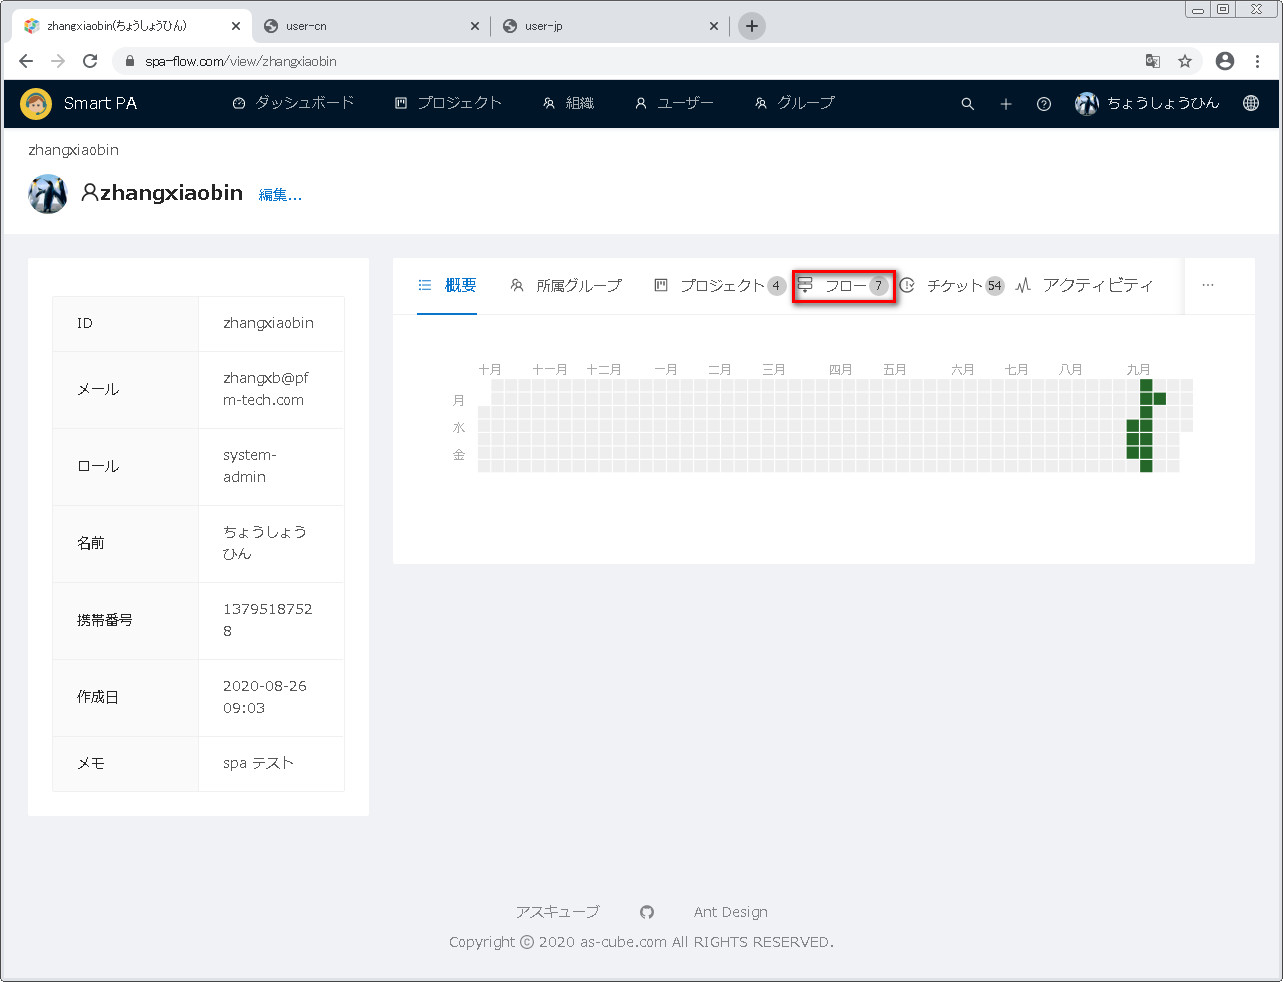 zhangxiaobin(ちょうしょうひん)
user-cn
user-jp
spa-flow.com/view/zhangxiaobin
Smart PA
ダッシュボード
プロジェクト
組織
ユーザー
グループ
ちょうしょうひん
zhangxiaobin
zhangxiaobin 編集...
概要
所属グループ
プロジェクト 4
フロー 7
チケット 54
アクティビティ
ID zhangxiaobin
メール zhangxb@pf
m-tech.com
ロール system-
admin
名前 ちょうしょう
ひん
携帯番号 1379518752
8
作成日 2020-08-26
09:03
メモ spa テスト
十月 十一月 十二月 一月 二月 三月 四月 五月 六月 七月 八月 九月
月
水
金
アスキューブ Ant Design
Copyright © 2020 as-cube.com All RIGHTS RESERVED.